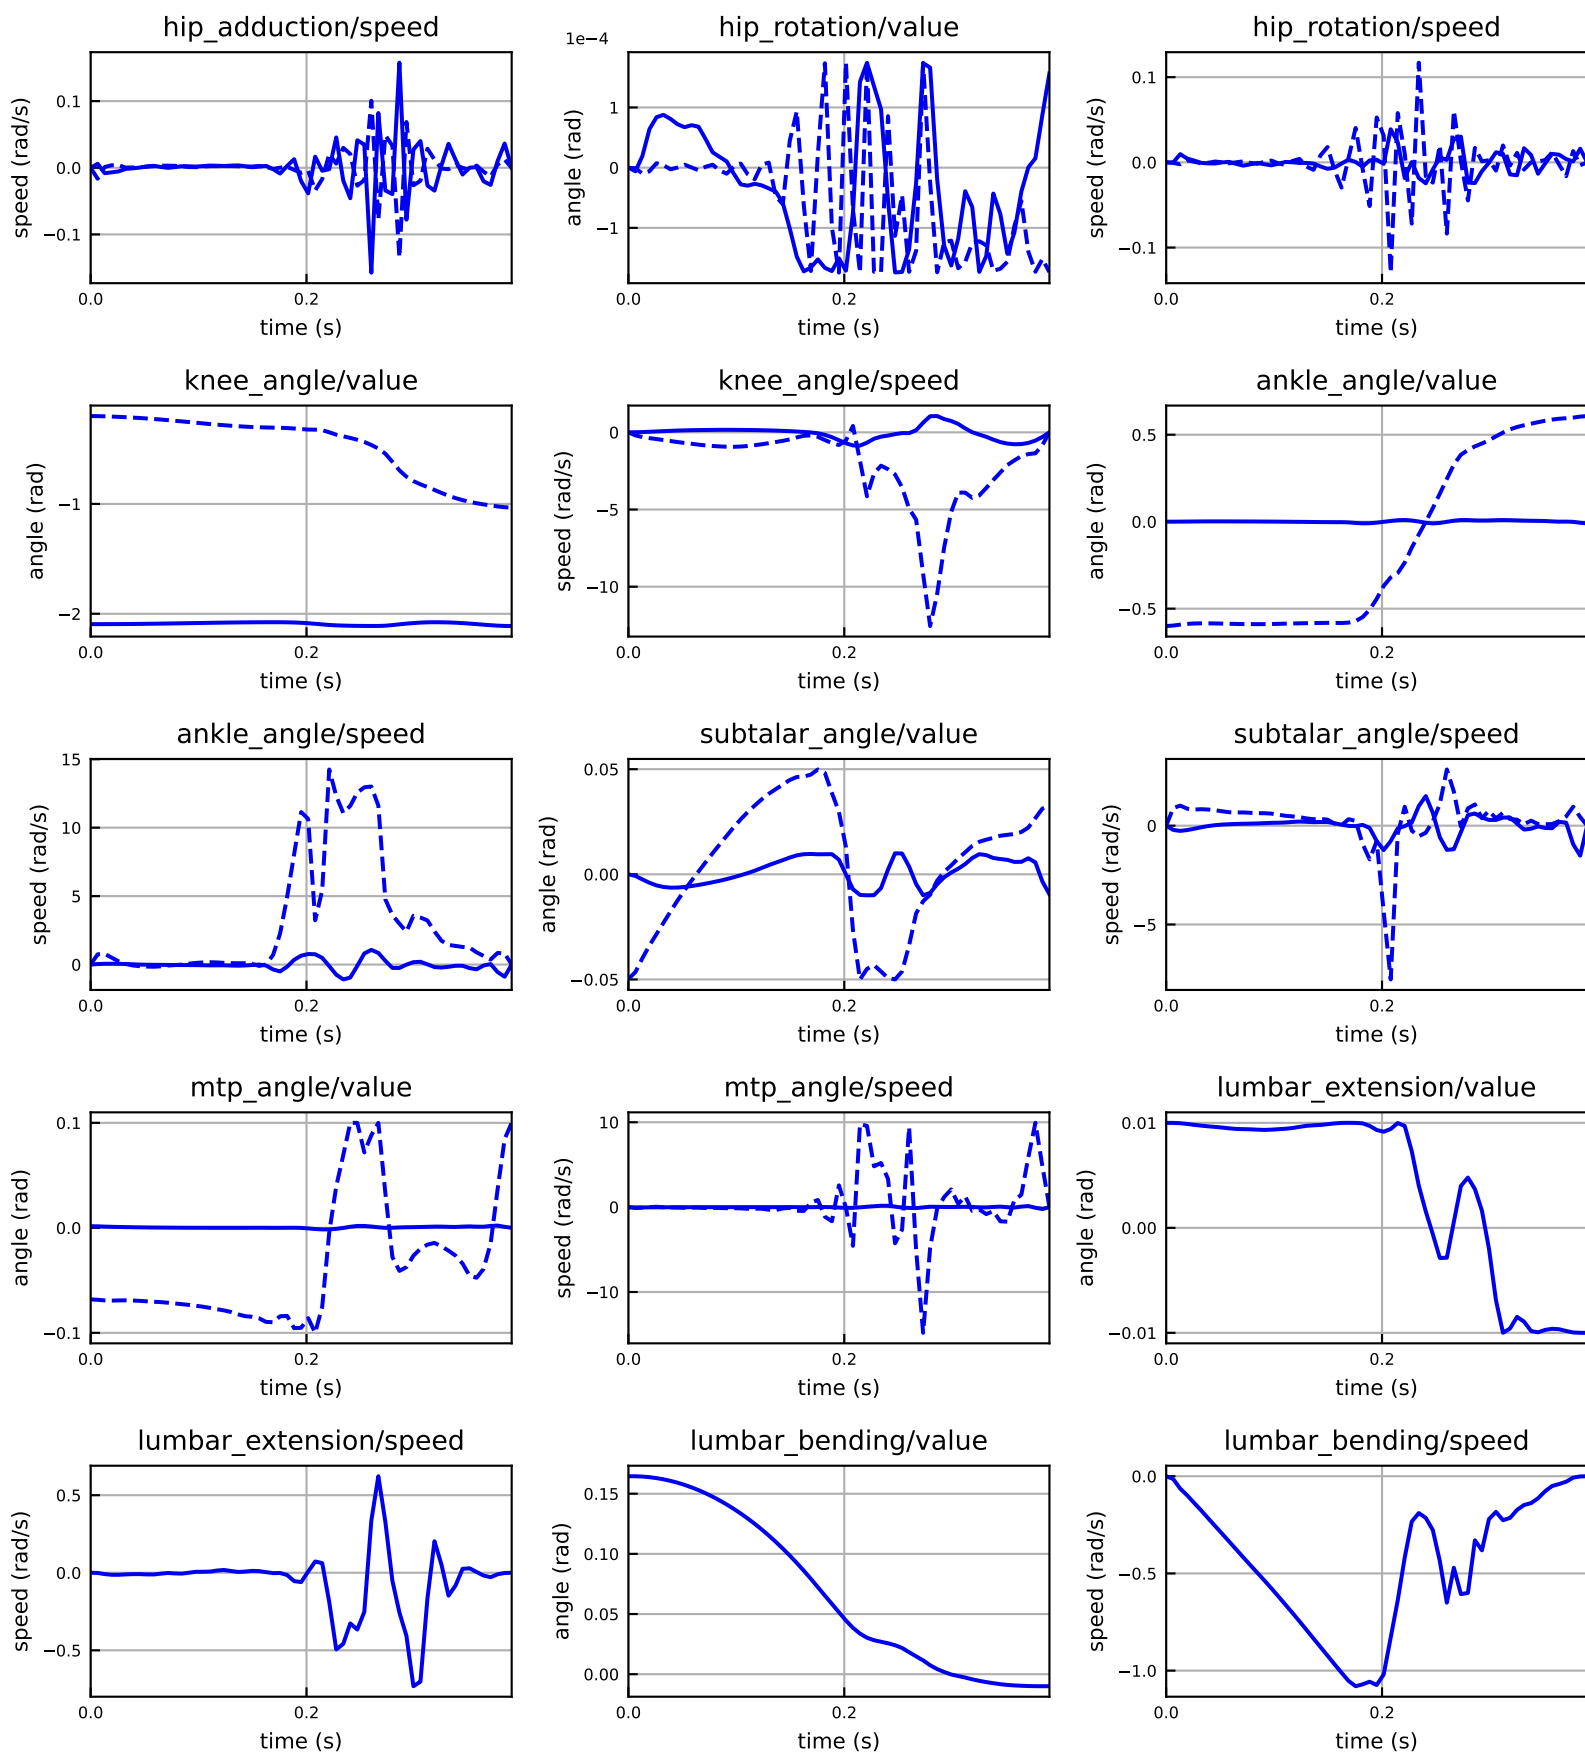 hip_adduction/speed
speed (rad/s)
0.1
0.0
−0.1
0.0
0.2
time (s)
hip_rotation/value
1e−4
angle (rad)
1
0
−1
0.0
0.2
time (s)
hip_rotation/speed
speed (rad/s)
0.1
0.0
−0.1
0.0
0.2
time (s)
knee_angle/value
angle (rad)
−1
−2
0.0
0.2
time (s)
knee_angle/speed
speed (rad/s)
0
−5
−10
0.0
0.2
time (s)
ankle_angle/value
angle (rad)
0.5
0.0
−0.5
0.0
0.2
time (s)
ankle_angle/speed
speed (rad/s)
15
10
5
0
0.0
0.2
time (s)
subtalar_angle/value
angle (rad)
0.05
0.00
−0.05
0.0
0.2
time (s)
subtalar_angle/speed
speed (rad/s)
0
−5
0.0
0.2
time (s)
mtp_angle/value
angle (rad)
0.1
0.0
−0.1
0.0
0.2
time (s)
mtp_angle/speed
speed (rad/s)
10
0
−10
0.0
0.2
time (s)
lumbar_extension/value
angle (rad)
0.01
0.00
−0.01
0.0
0.2
time (s)
lumbar_extension/speed
speed (rad/s)
0.5
0.0
−0.5
0.0
0.2
time (s)
lumbar_bending/value
angle (rad)
0.15
0.10
0.05
0.00
0.0
0.2
time (s)
lumbar_bending/speed
speed (rad/s)
0.0
−0.5
−1.0
0.0
0.2
time (s)